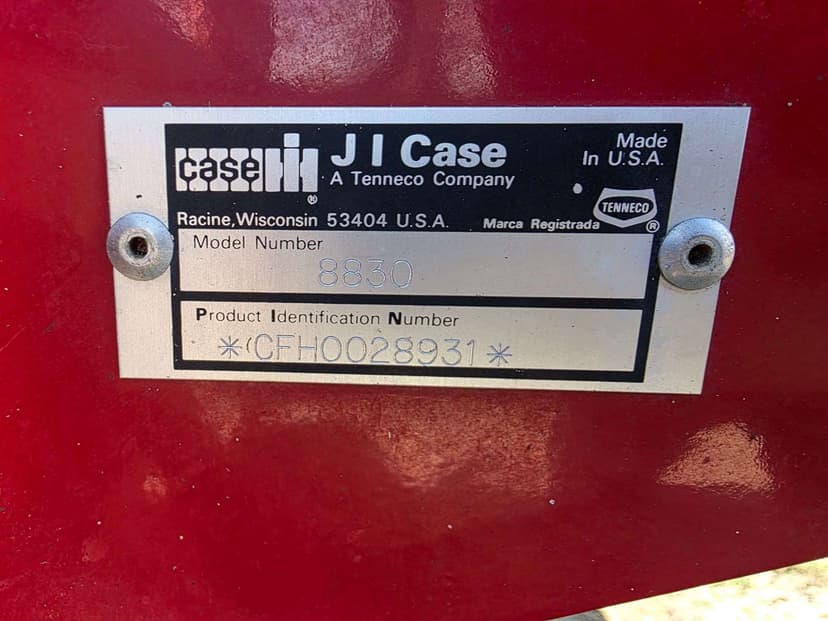 case IH ® J I Case
A Tenneco Company
Made
In U.S.A.
TENNECO ®
Racine, Wisconsin 53404 U.S.A. Marca Registrada
Model Number
8830
Product Identification Number
*CFH0028931*